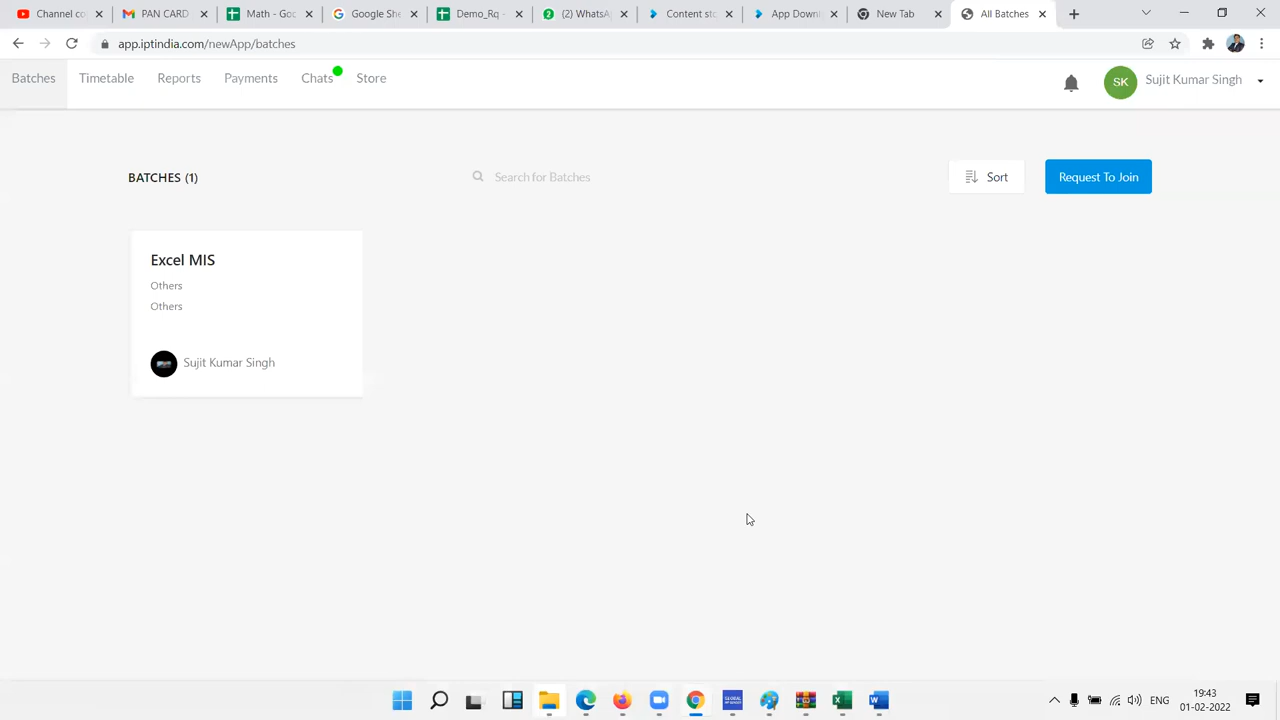 Channel co
PAN CARD
Math - Goo
Google She
Demo_Rq -
(2) WhatsA
Content sto
App Down
New Tab
All Batches
app.iptindia.com/newApp/batches
Batches
Timetable
Reports
Payments
Chats
Store
SK
Sujit Kumar Singh
BATCHES (1)
Search for Batches
Sort
Request To Join
Excel MIS
Others
Others
Sujit Kumar Singh
ENG
19:43
01-02-2022